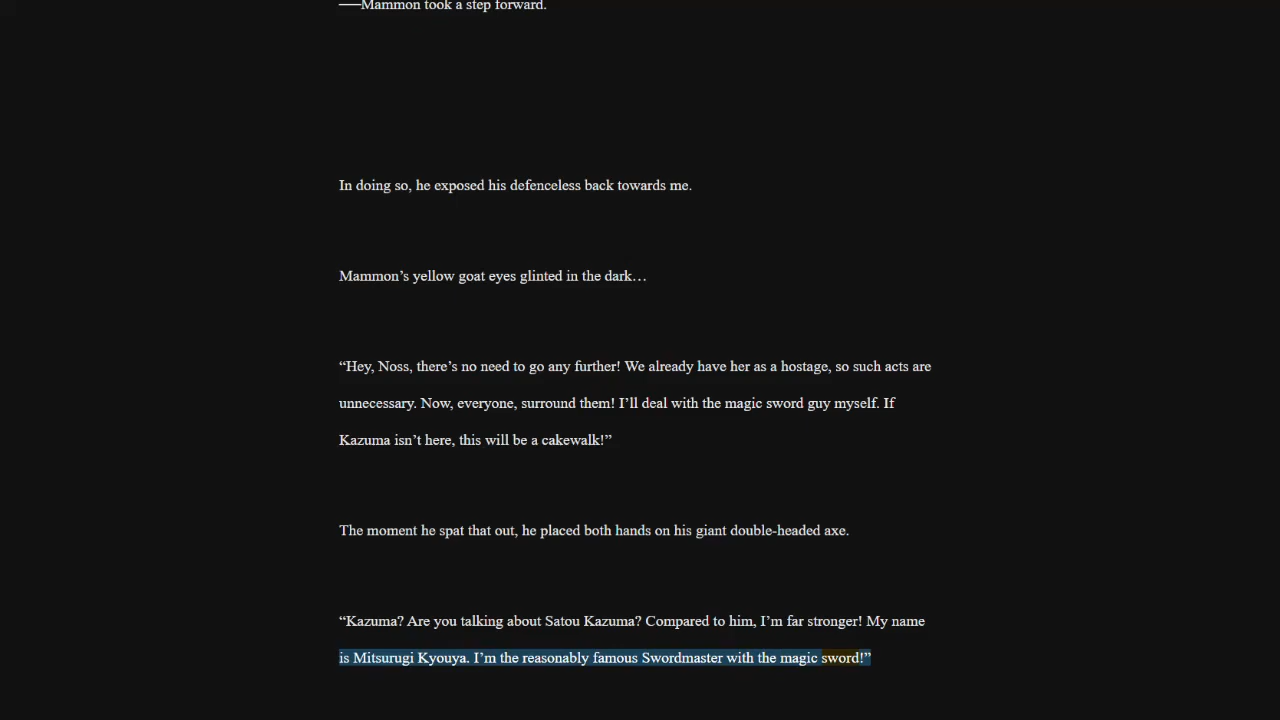 ──Mammon took a step forward.
In doing so, he exposed his defenceless back towards me.
Mammon’s yellow goat eyes glinted in the dark…
“Hey, Noss, there’s no need to go any further! We already have her as a hostage, so such acts are
unnecessary. Now, everyone, surround them! I’ll deal with the magic sword guy myself. If
Kazuma isn’t here, this will be a cakewalk!”
The moment he spat that out, he placed both hands on his giant double-headed axe.
“Kazuma? Are you talking about Satou Kazuma? Compared to him, I’m far stronger! My name
is Mitsurugi Kyouya. I’m the reasonably famous Swordmaster with the magic sword!”